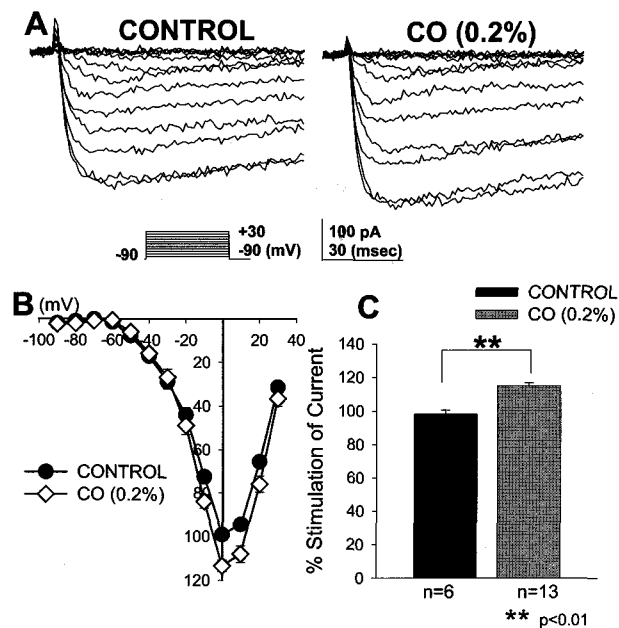 A
CONTROL
CO (0.2%)
-90
+30
-90 (mV)
100 pA
30 (msec)
B
(mV)
-100 -80 -60 -40 -20 0 20 40
20
40
60
80
100
120
CONTROL
CO (0.2%)
C
CONTROL
CO (0.2%)
% Stimulation of Current
140
120
100
80
60
40
20
0
**
n=6
n=13
** p<0.01